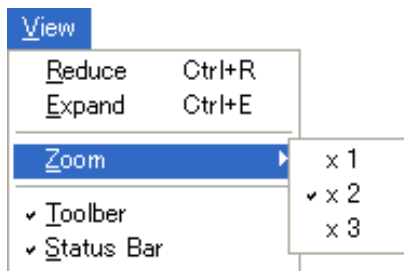 View
Reduce Ctrl+R
Expand Ctrl+E
Zoom
x 1
x 2
x 3
Toolber
Status Bar